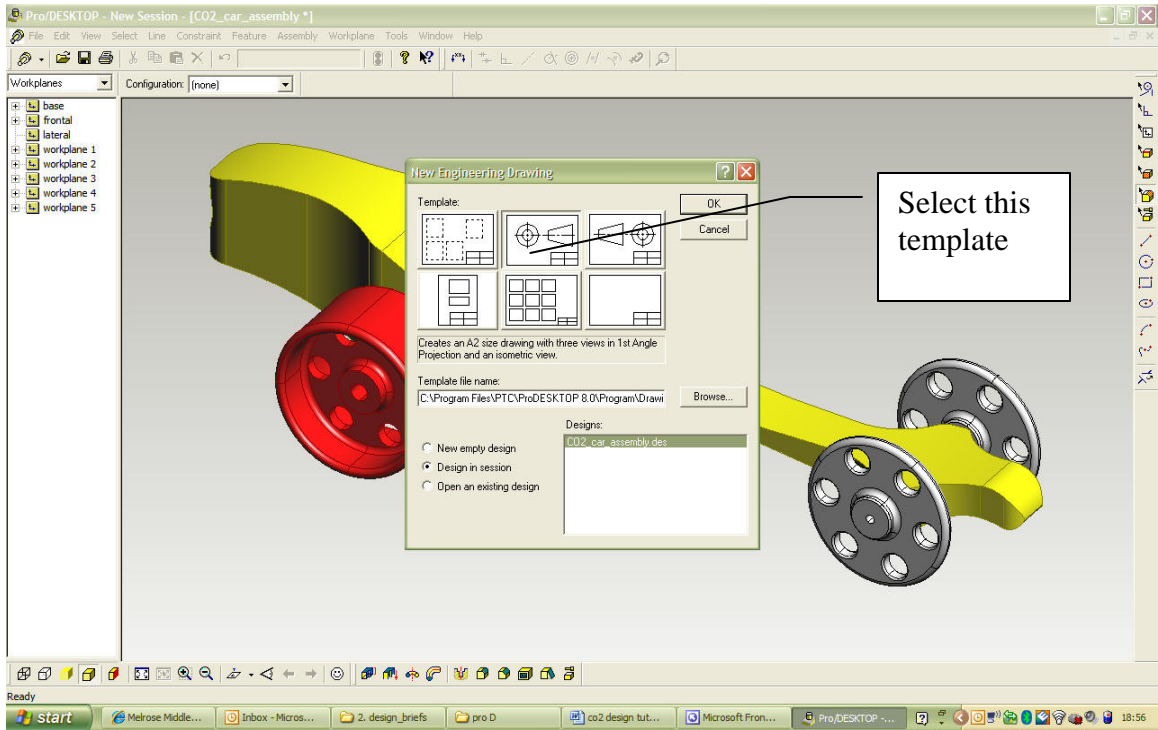 Pro/DESKTOP - New Session - [CO2_car_assembly *]
File Edit View Select Line Constraint Feature Assembly Workplane Tools Window Help
Workplanes
Configuration: (none)
base
frontal
lateral
workplane 1
workplane 2
workplane 3
workplane 4
workplane 5
New Engineering Drawing
Template:
OK
Cancel
Creates an A2 size drawing with three views in 1st Angle
Projection and an isometric view.
Template file name:
C:\Program Files\PTC\ProDESKTOP 8.0\Program\Drawi
Browse...
Designs:
CO2_car_assembly.des
New empty design
Design in session
Open an existing design
Select this
template
Ready
start
Melrose Middle...
Inbox - Micros...
2. design_briefs
pro D
co2 design tut...
Microsoft Fron...
Pro/DESKTOP -...
18:56